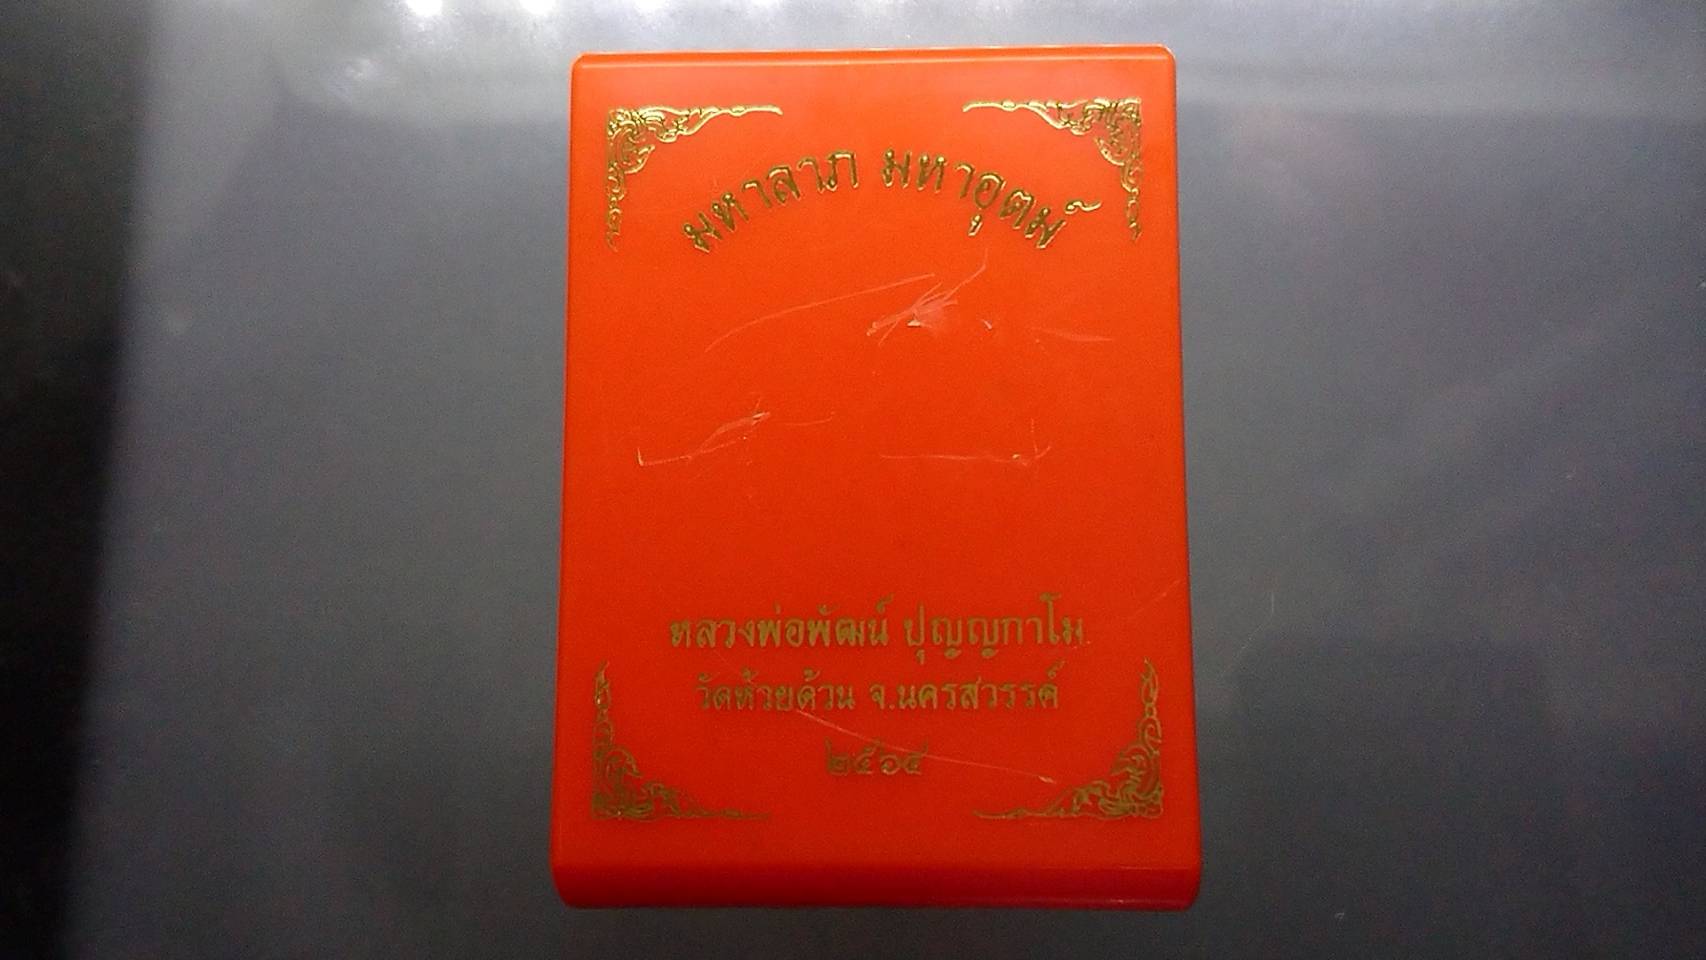 มหาลาภ มหาอุตม์
หลวงพ่อพัฒน์ ปุญญกาโม
วัดห้วยด้วน จ.นครสวรรค์
๒๕๖๔